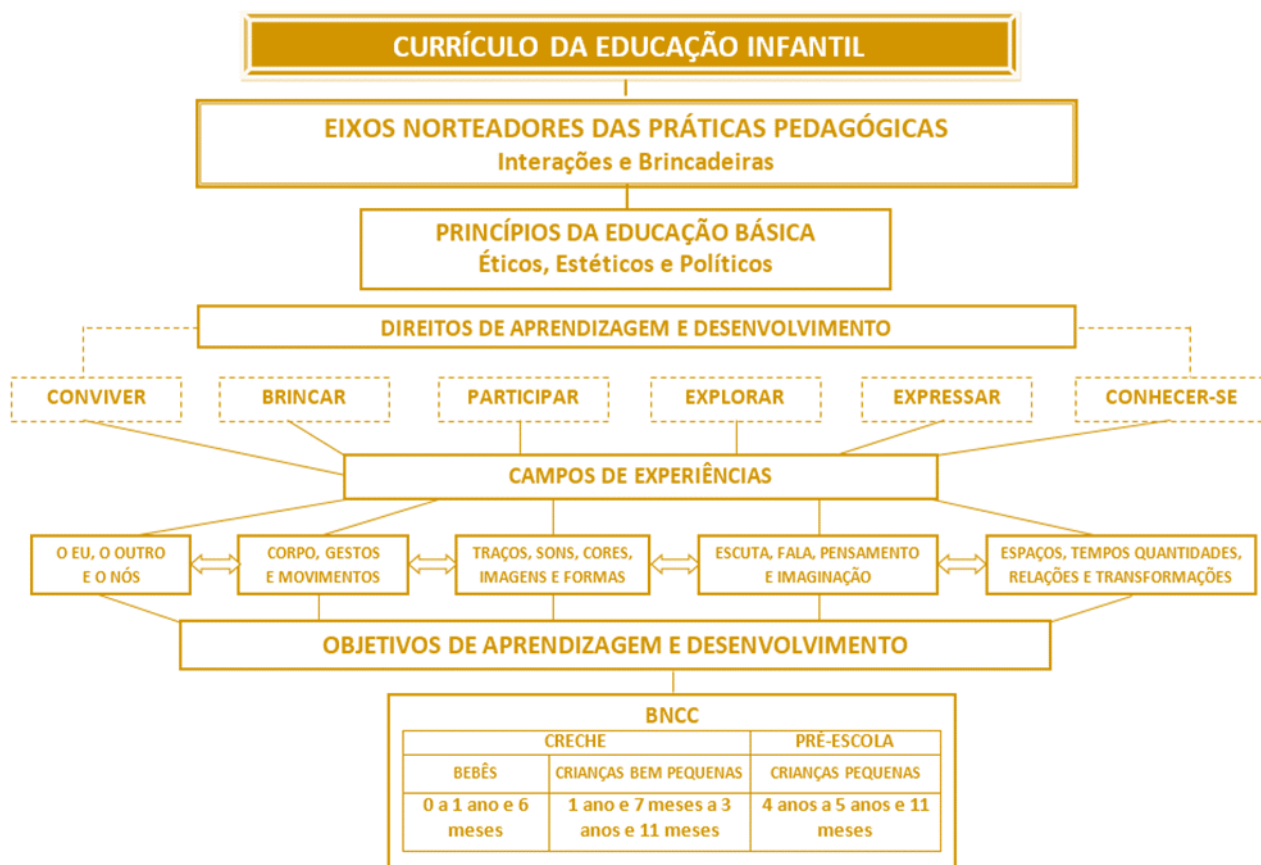 CURRÍCULO DA EDUCAÇÃO INFANTIL
EIXOS NORTEADORES DAS PRÁTICAS PEDAGÓGICAS
Interações e Brincadeiras
PRINCÍPIOS DA EDUCAÇÃO BÁSICA
Éticos, Estéticos e Políticos
DIREITOS DE APRENDIZAGEM E DESENVOLVIMENTO
CONVIVER
BRINCAR
PARTICIPAR
EXPLORAR
EXPRESSAR
CONHECER-SE
CAMPOS DE EXPERIÊNCIAS
O EU, O OUTRO
E O NÓS
CORPO, GESTOS
E MOVIMENTOS
TRAÇOS, SONS, CORES,
IMAGENS E FORMAS
ESCUTA, FALA, PENSAMENTO
E IMAGINAÇÃO
ESPAÇOS, TEMPOS QUANTIDADES,
RELAÇÕES E TRANSFORMAÇÕES
OBJETIVOS DE APRENDIZAGEM E DESENVOLVIMENTO
BNCC
CRECHE
PRÉ-ESCOLA
BEBÊS
CRIANÇAS BEM PEQUENAS
CRIANÇAS PEQUENAS
0 a 1 ano e 6
meses
1 ano e 7 meses a 3
anos e 11 meses
4 anos a 5 anos e 11
meses